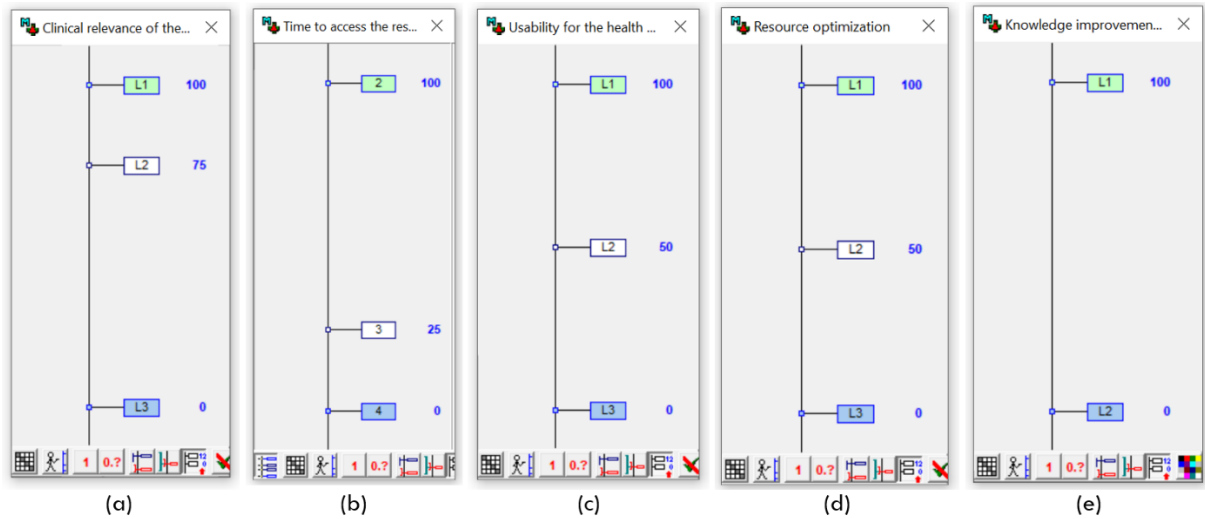 Clinical relevance of the...
L1 100
L2 75
L3 0
1 0.?
(a)
Time to access the res...
2 100
3 25
4 0
1 0.?
(b)
Usability for the health ...
L1 100
L2 50
L3 0
1 0.?
(c)
Resource optimization
L1 100
L2 50
L3 0
1 0.?
(d)
Knowledge improvemen...
L1 100
L2 0
1 0.?
(e)